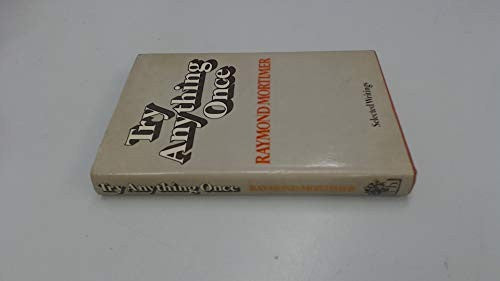 Try
Anything
Once
RAYMOND MORTIMER
Selected Writings
Try Anything Once RAYMOND MORTIMER